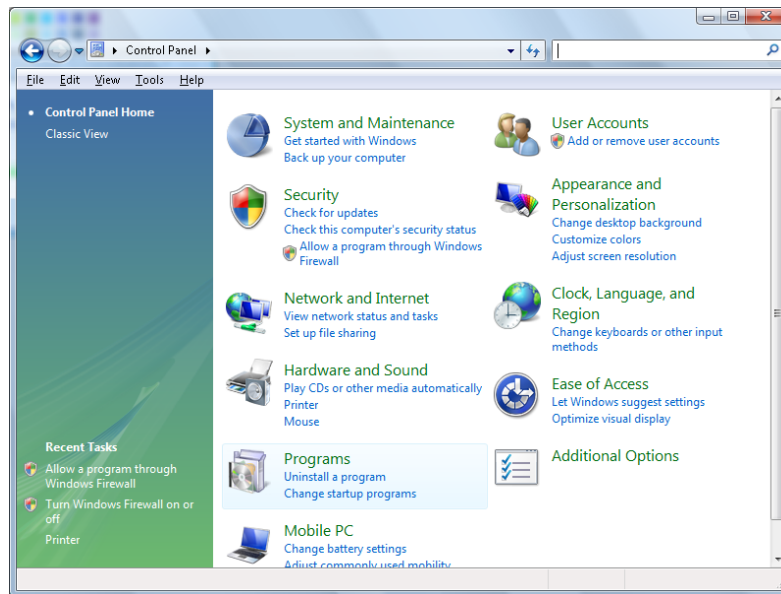 Control Panel
File Edit View Tools Help
Control Panel Home
Classic View
System and Maintenance
Get started with Windows
Back up your computer
Security
Check for updates
Check this computer's security status
Allow a program through Windows
Firewall
Network and Internet
View network status and tasks
Set up file sharing
Hardware and Sound
Play CDs or other media automatically
Printer
Mouse
Programs
Uninstall a program
Change startup programs
Mobile PC
Change battery settings
Adjust commonly used mobility
User Accounts
Add or remove user accounts
Appearance and
Personalization
Change desktop background
Customize colors
Adjust screen resolution
Clock, Language, and
Region
Change keyboards or other input
methods
Ease of Access
Let Windows suggest settings
Optimize visual display
Additional Options
Recent Tasks
Allow a program through
Windows Firewall
Turn Windows Firewall on or
off
Printer